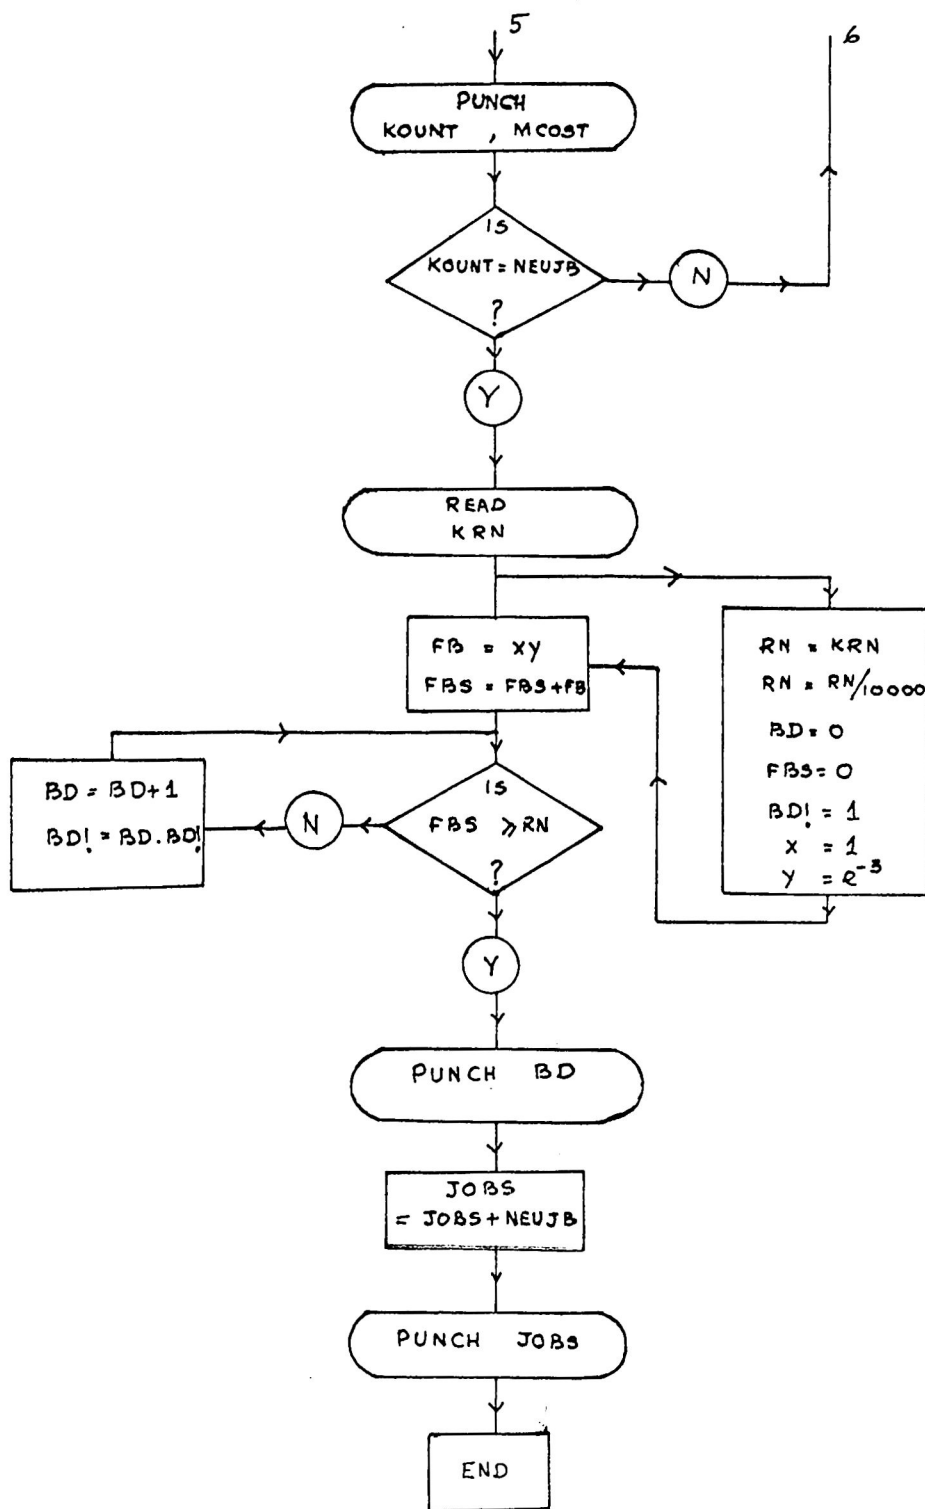 5
6
PUNCH
KOUNT , MCOST
IS
KOUNT = NEUJB
?
N
Y
READ
KRN
FB = XY
FBS = FBS+FB
RN = KRN
RN = RN/10000
BD = 0
FBS = 0
BD! = 1
X = 1
Y = e⁻³
BD = BD+1
BD! = BD.BD!
N
IS
FBS ⩾ RN
?
Y
PUNCH BD
JOBS
= JOBS + NEUJB
PUNCH JOBS
END